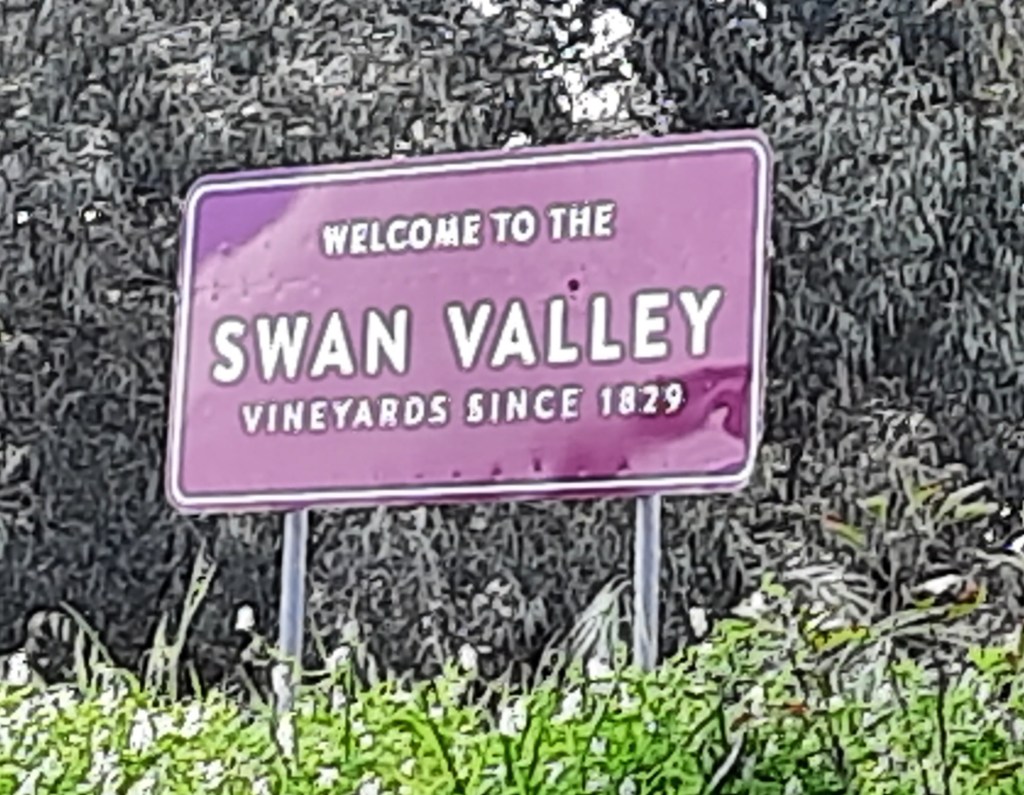 WELCOME TO THE
SWAN VALLEY
VINEYARDS SINCE 1829